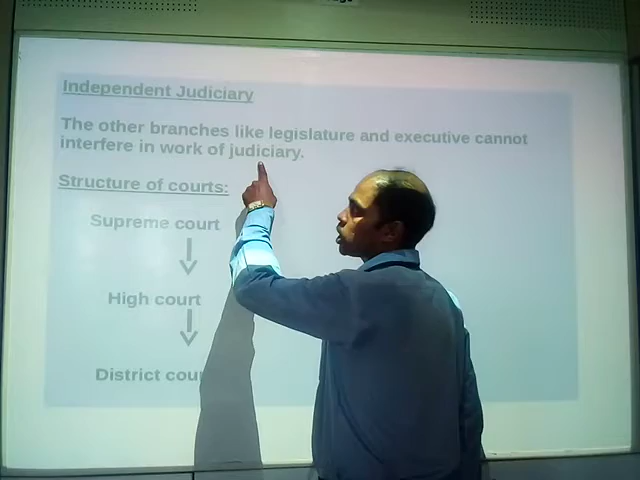 Independent Judiciary
The other branches like legislature and executive cannot
interfere in work of judiciary.
Structure of courts:
Supreme court
High court
District